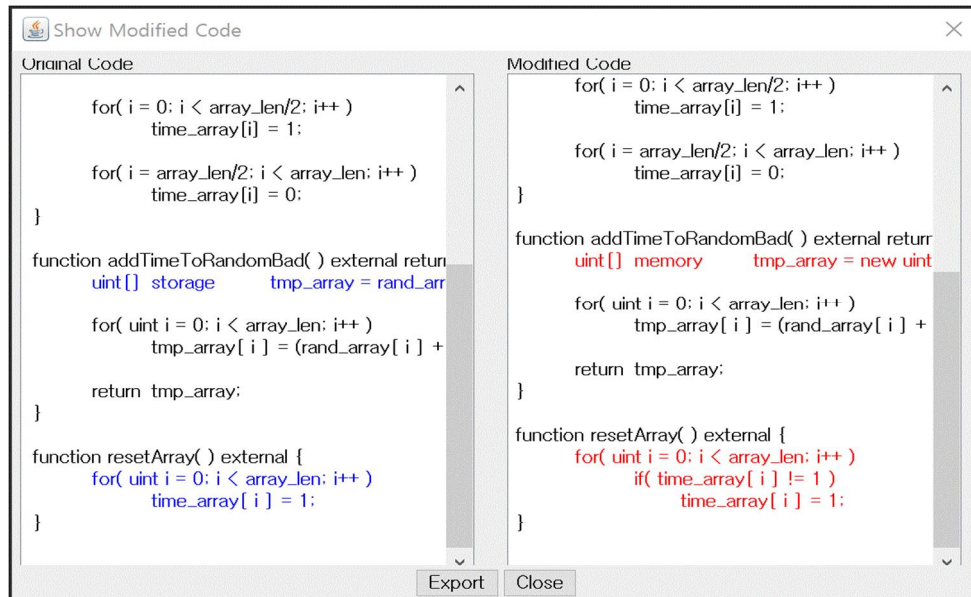 Show Modified Code
Original Code
for( i = 0; i < array_len/2; i++ )
time_array[i] = 1;
for( i = array_len/2; i < array_len; i++ )
time_array[i] = 0;
}
function addTimeToRandomBad( ) external return
uint[] storage tmp_array = rand_arr
for( uint i = 0; i < array_len; i++ )
tmp_array[ i ] = (rand_array[ i ] +
return tmp_array;
}
function resetArray( ) external {
for( uint i = 0; i < array_len; i++ )
time_array[ i ] = 1;
}
Modified Code
for( i = 0; i < array_len/2; i++ )
time_array[i] = 1;
for( i = array_len/2; i < array_len; i++ )
time_array[i] = 0;
}
function addTimeToRandomBad( ) external return
uint[] memory tmp_array = new uint
for( uint i = 0; i < array_len; i++ )
tmp_array[ i ] = (rand_array[ i ] +
return tmp_array;
}
function resetArray( ) external {
for( uint i = 0; i < array_len; i++ )
if( time_array[ i ] != 1 )
time_array[ i ] = 1;
}
Export
Close